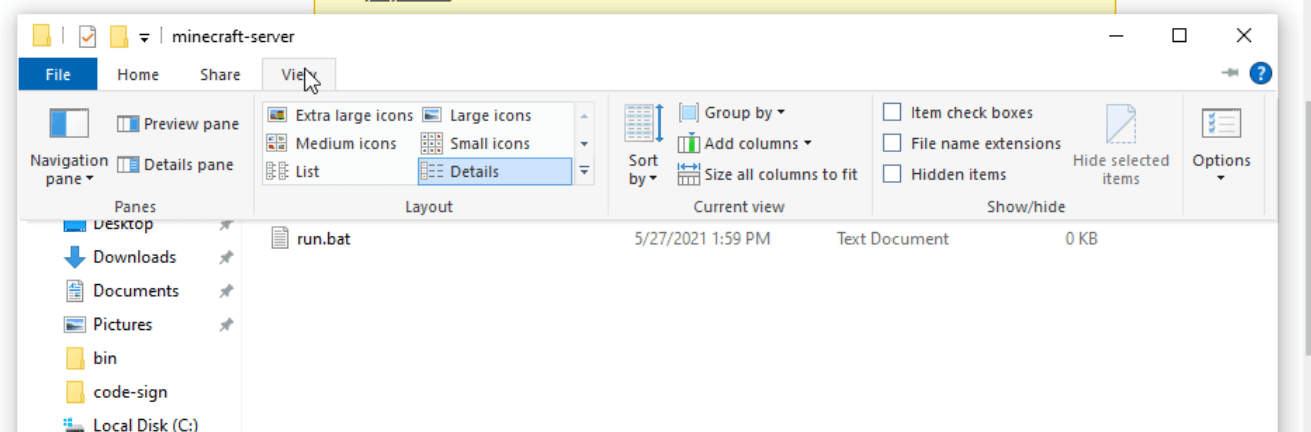 minecraft-server
File Home Share View
Navigation pane
Preview pane
Details pane
Panes
Extra large icons Large icons
Medium icons Small icons
List Details
Layout
Sort by
Group by
Add columns
Size all columns to fit
Current view
Item check boxes
File name extensions
Hidden items
Hide selected items
Show/hide
Options
Desktop
Downloads
Documents
Pictures
bin
code-sign
Local Disk (C:)
run.bat 5/27/2021 1:59 PM Text Document 0 KB